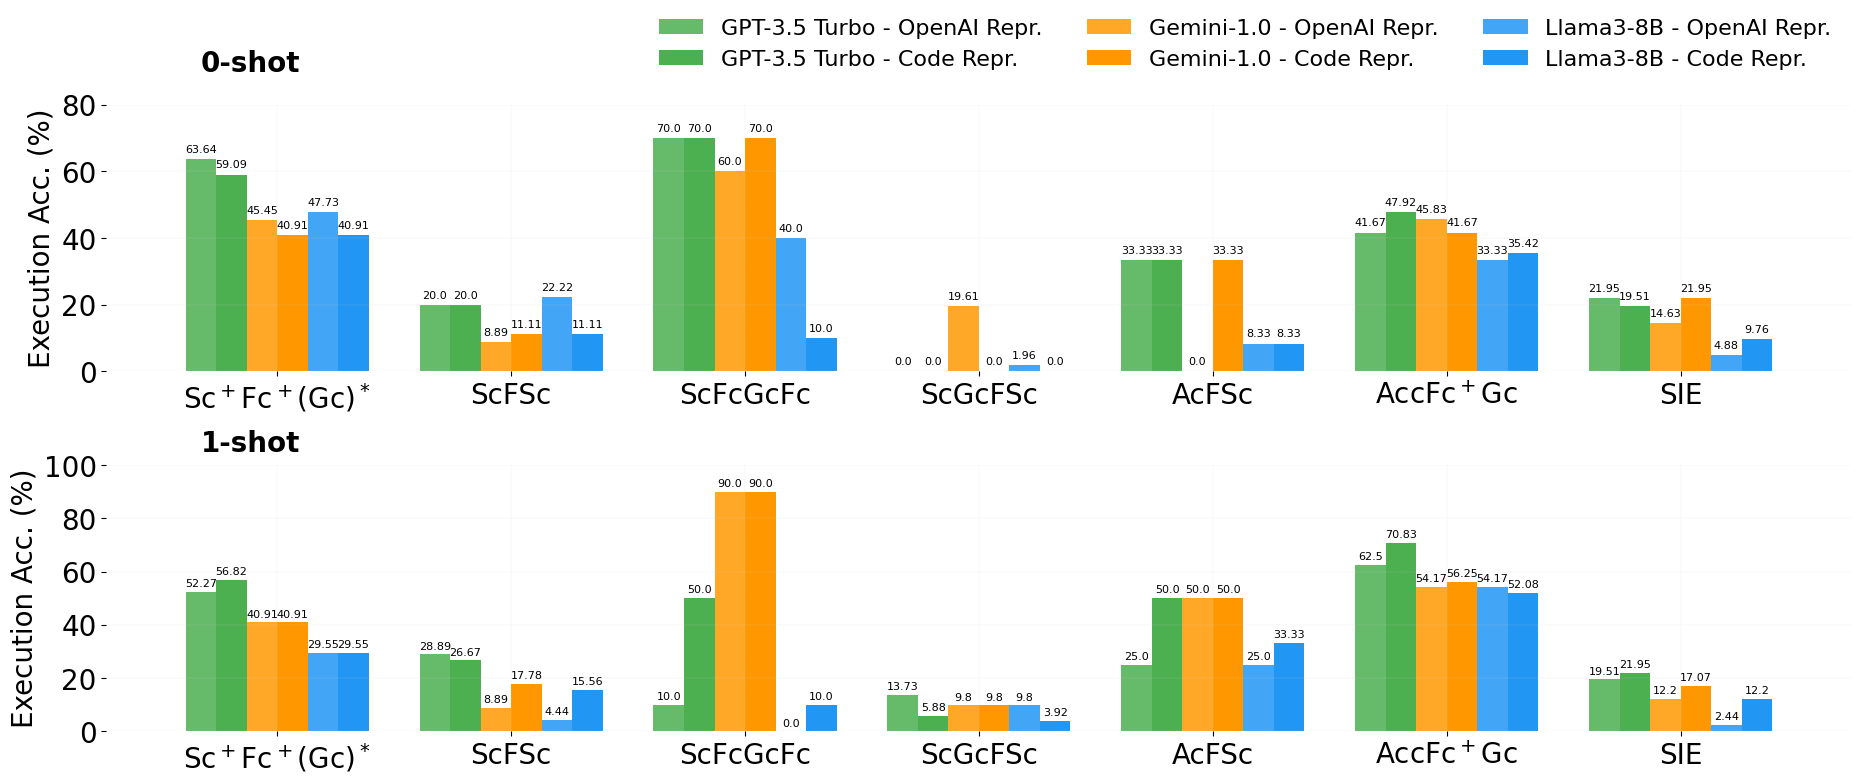 GPT-3.5 Turbo - OpenAI Repr. Gemini-1.0 - OpenAI Repr. Llama3-8B - OpenAI Repr.
GPT-3.5 Turbo - Code Repr. Gemini-1.0 - Code Repr. Llama3-8B - Code Repr.
0-shot
Execution Acc. (%)
80
60
40
20
0
63.64 59.09 45.45 40.91 47.73 40.91
20.0 20.0 8.89 11.11 22.22 11.11
70.0 70.0 60.0 70.0 40.0 10.0
0.0 0.0 19.61 0.0 1.96 0.0
33.33 33.33 0.0 33.33 8.33 8.33
41.67 47.92 45.83 41.67 33.33 35.42
21.95 19.51 14.63 21.95 4.88 9.76
Sc⁺Fc⁺(Gc)* ScFSc ScFcGcFc ScGcFSc AcFSc AccFc⁺Gc SIE
1-shot
Execution Acc. (%)
100
80
60
40
20
0
52.27 56.82 40.91 40.91 29.55 29.55
28.89 26.67 8.89 17.78 4.44 15.56
10.0 50.0 90.0 90.0 0.0 10.0
13.73 5.88 9.8 9.8 9.8 3.92
25.0 50.0 50.0 50.0 25.0 33.33
62.5 70.83 54.17 56.25 54.17 52.08
19.51 21.95 12.2 17.07 2.44 12.2
Sc⁺Fc⁺(Gc)* ScFSc ScFcGcFc ScGcFSc AcFSc AccFc⁺Gc SIE